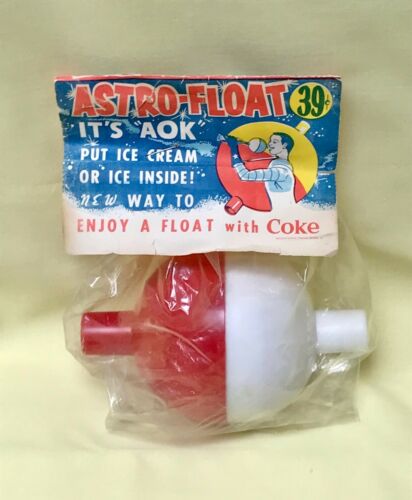 ASTRO-FLOAT 39¢
IT'S "AOK"
PUT ICE CREAM
OR ICE INSIDE!
NEW WAY TO
ENJOY A FLOAT with Coke